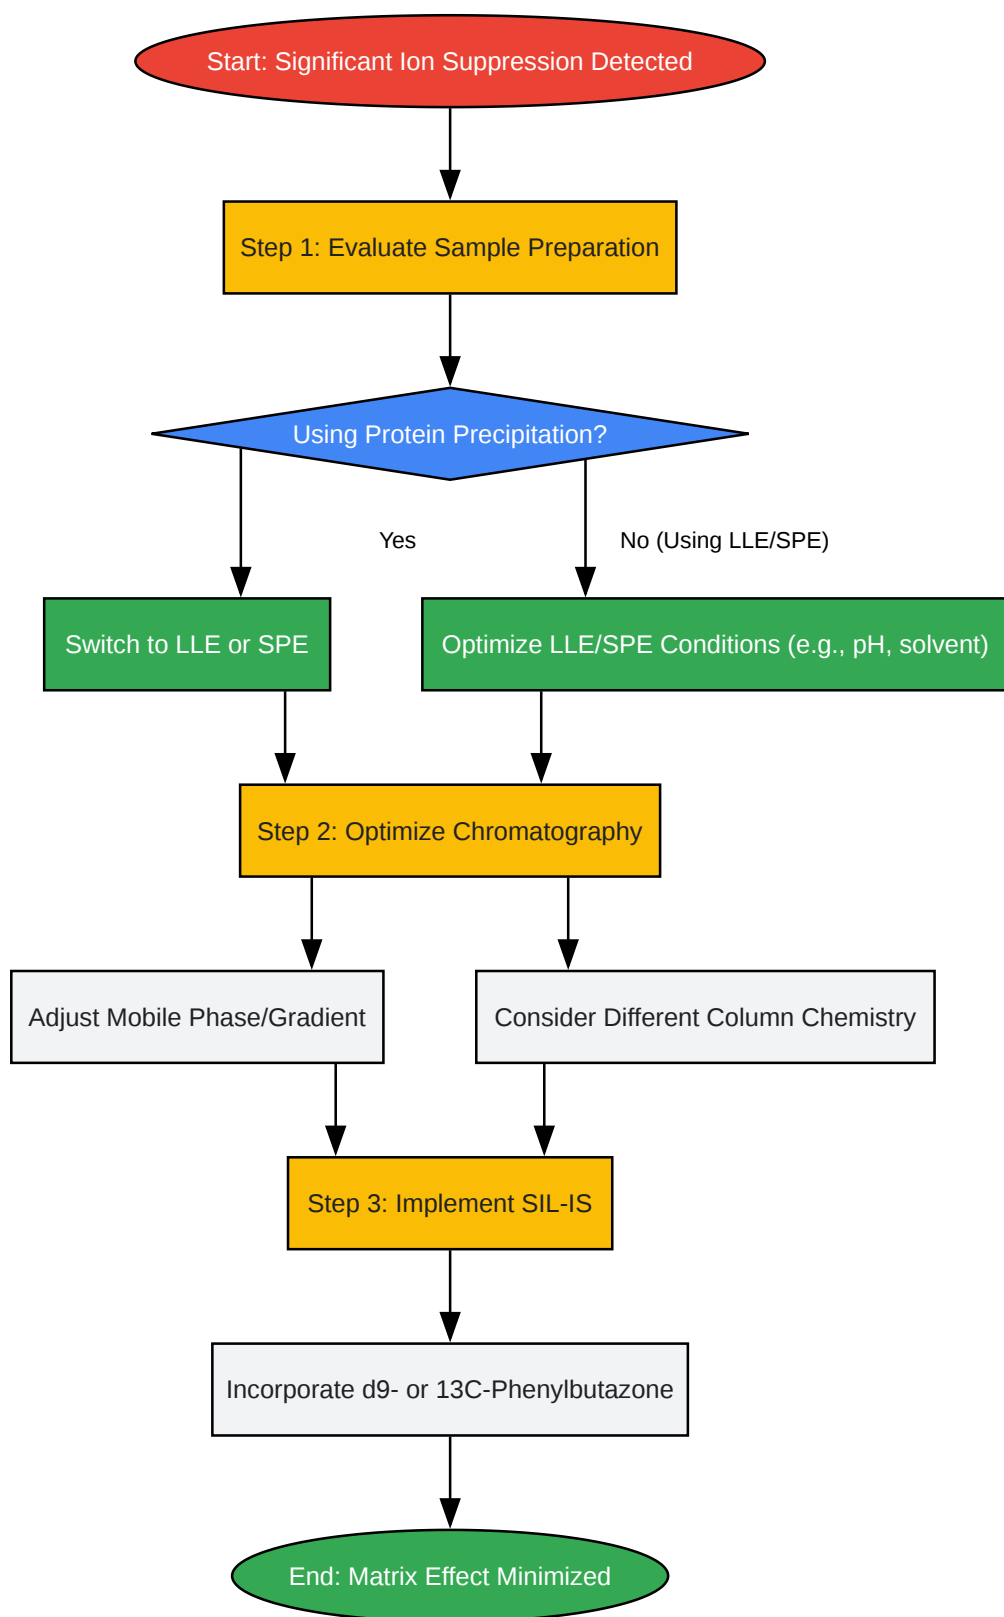 Start: Significant Ion Suppression Detected
Step 1: Evaluate Sample Preparation
Using Protein Precipitation?
Yes
No (Using LLE/SPE)
Switch to LLE or SPE
Optimize LLE/SPE Conditions (e.g., pH, solvent)
Step 2: Optimize Chromatography
Adjust Mobile Phase/Gradient
Consider Different Column Chemistry
Step 3: Implement SIL-IS
Incorporate d9- or 13C-Phenylbutazone
End: Matrix Effect Minimized